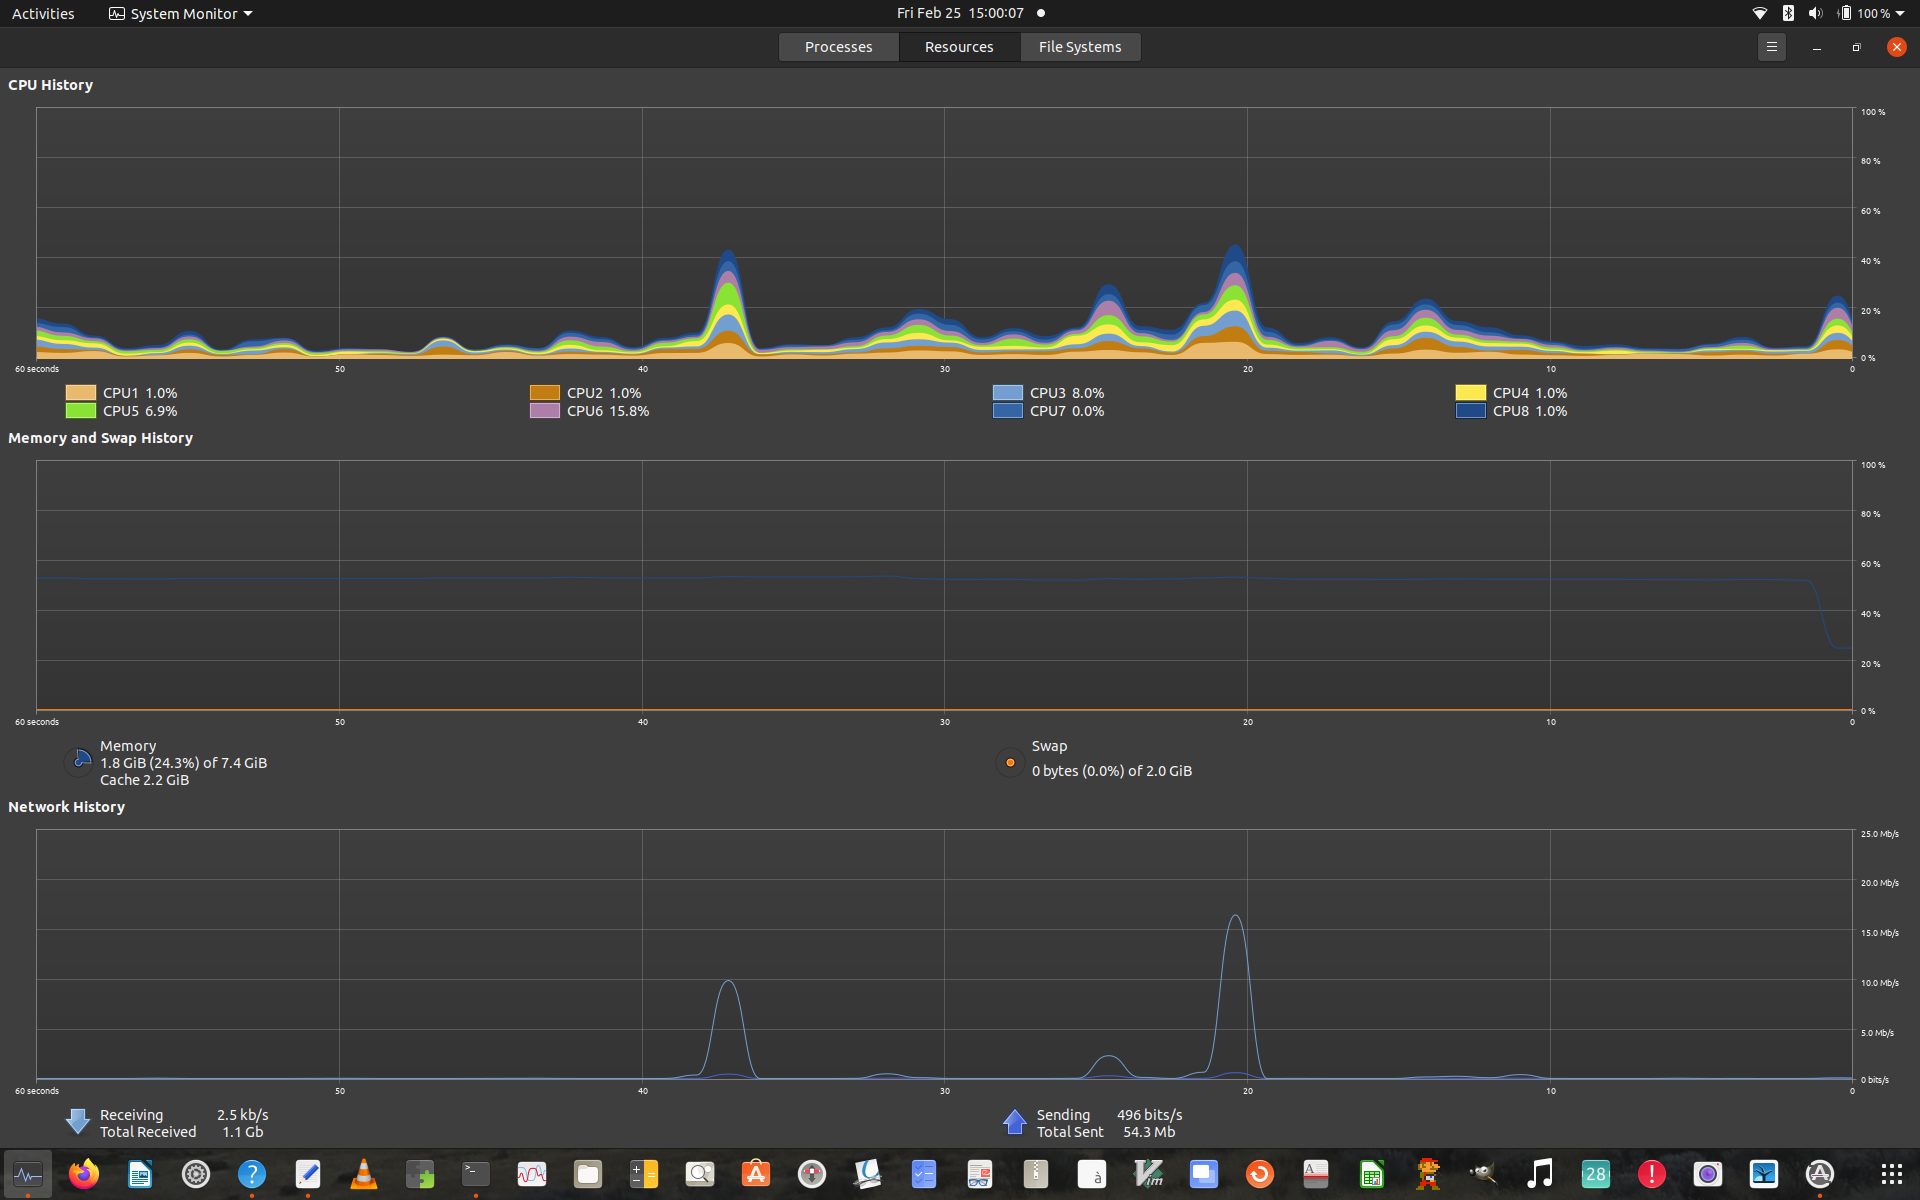 Activities System Monitor Fri Feb 25 15:00:07 100 %
Processes Resources File Systems
CPU History
100 %
80 %
60 %
40 %
20 %
0 %
60 seconds 50 40 30 20 10 0
CPU1 1.0% CPU2 1.0% CPU3 8.0% CPU4 1.0%
CPU5 6.9% CPU6 15.8% CPU7 0.0% CPU8 1.0%
Memory and Swap History
100 %
80 %
60 %
40 %
20 %
0 %
60 seconds 50 40 30 20 10 0
Memory
1.8 GiB (24.3%) of 7.4 GiB
Cache 2.2 GiB
Swap
0 bytes (0.0%) of 2.0 GiB
Network History
25.0 Mb/s
20.0 Mb/s
15.0 Mb/s
10.0 Mb/s
5.0 Mb/s
0 bits/s
60 seconds 50 40 30 20 10 0
Receiving 2.5 kb/s
Total Received 1.1 Gb
Sending 496 bits/s
Total Sent 54.3 Mb
? >_ à Vim A 28 !